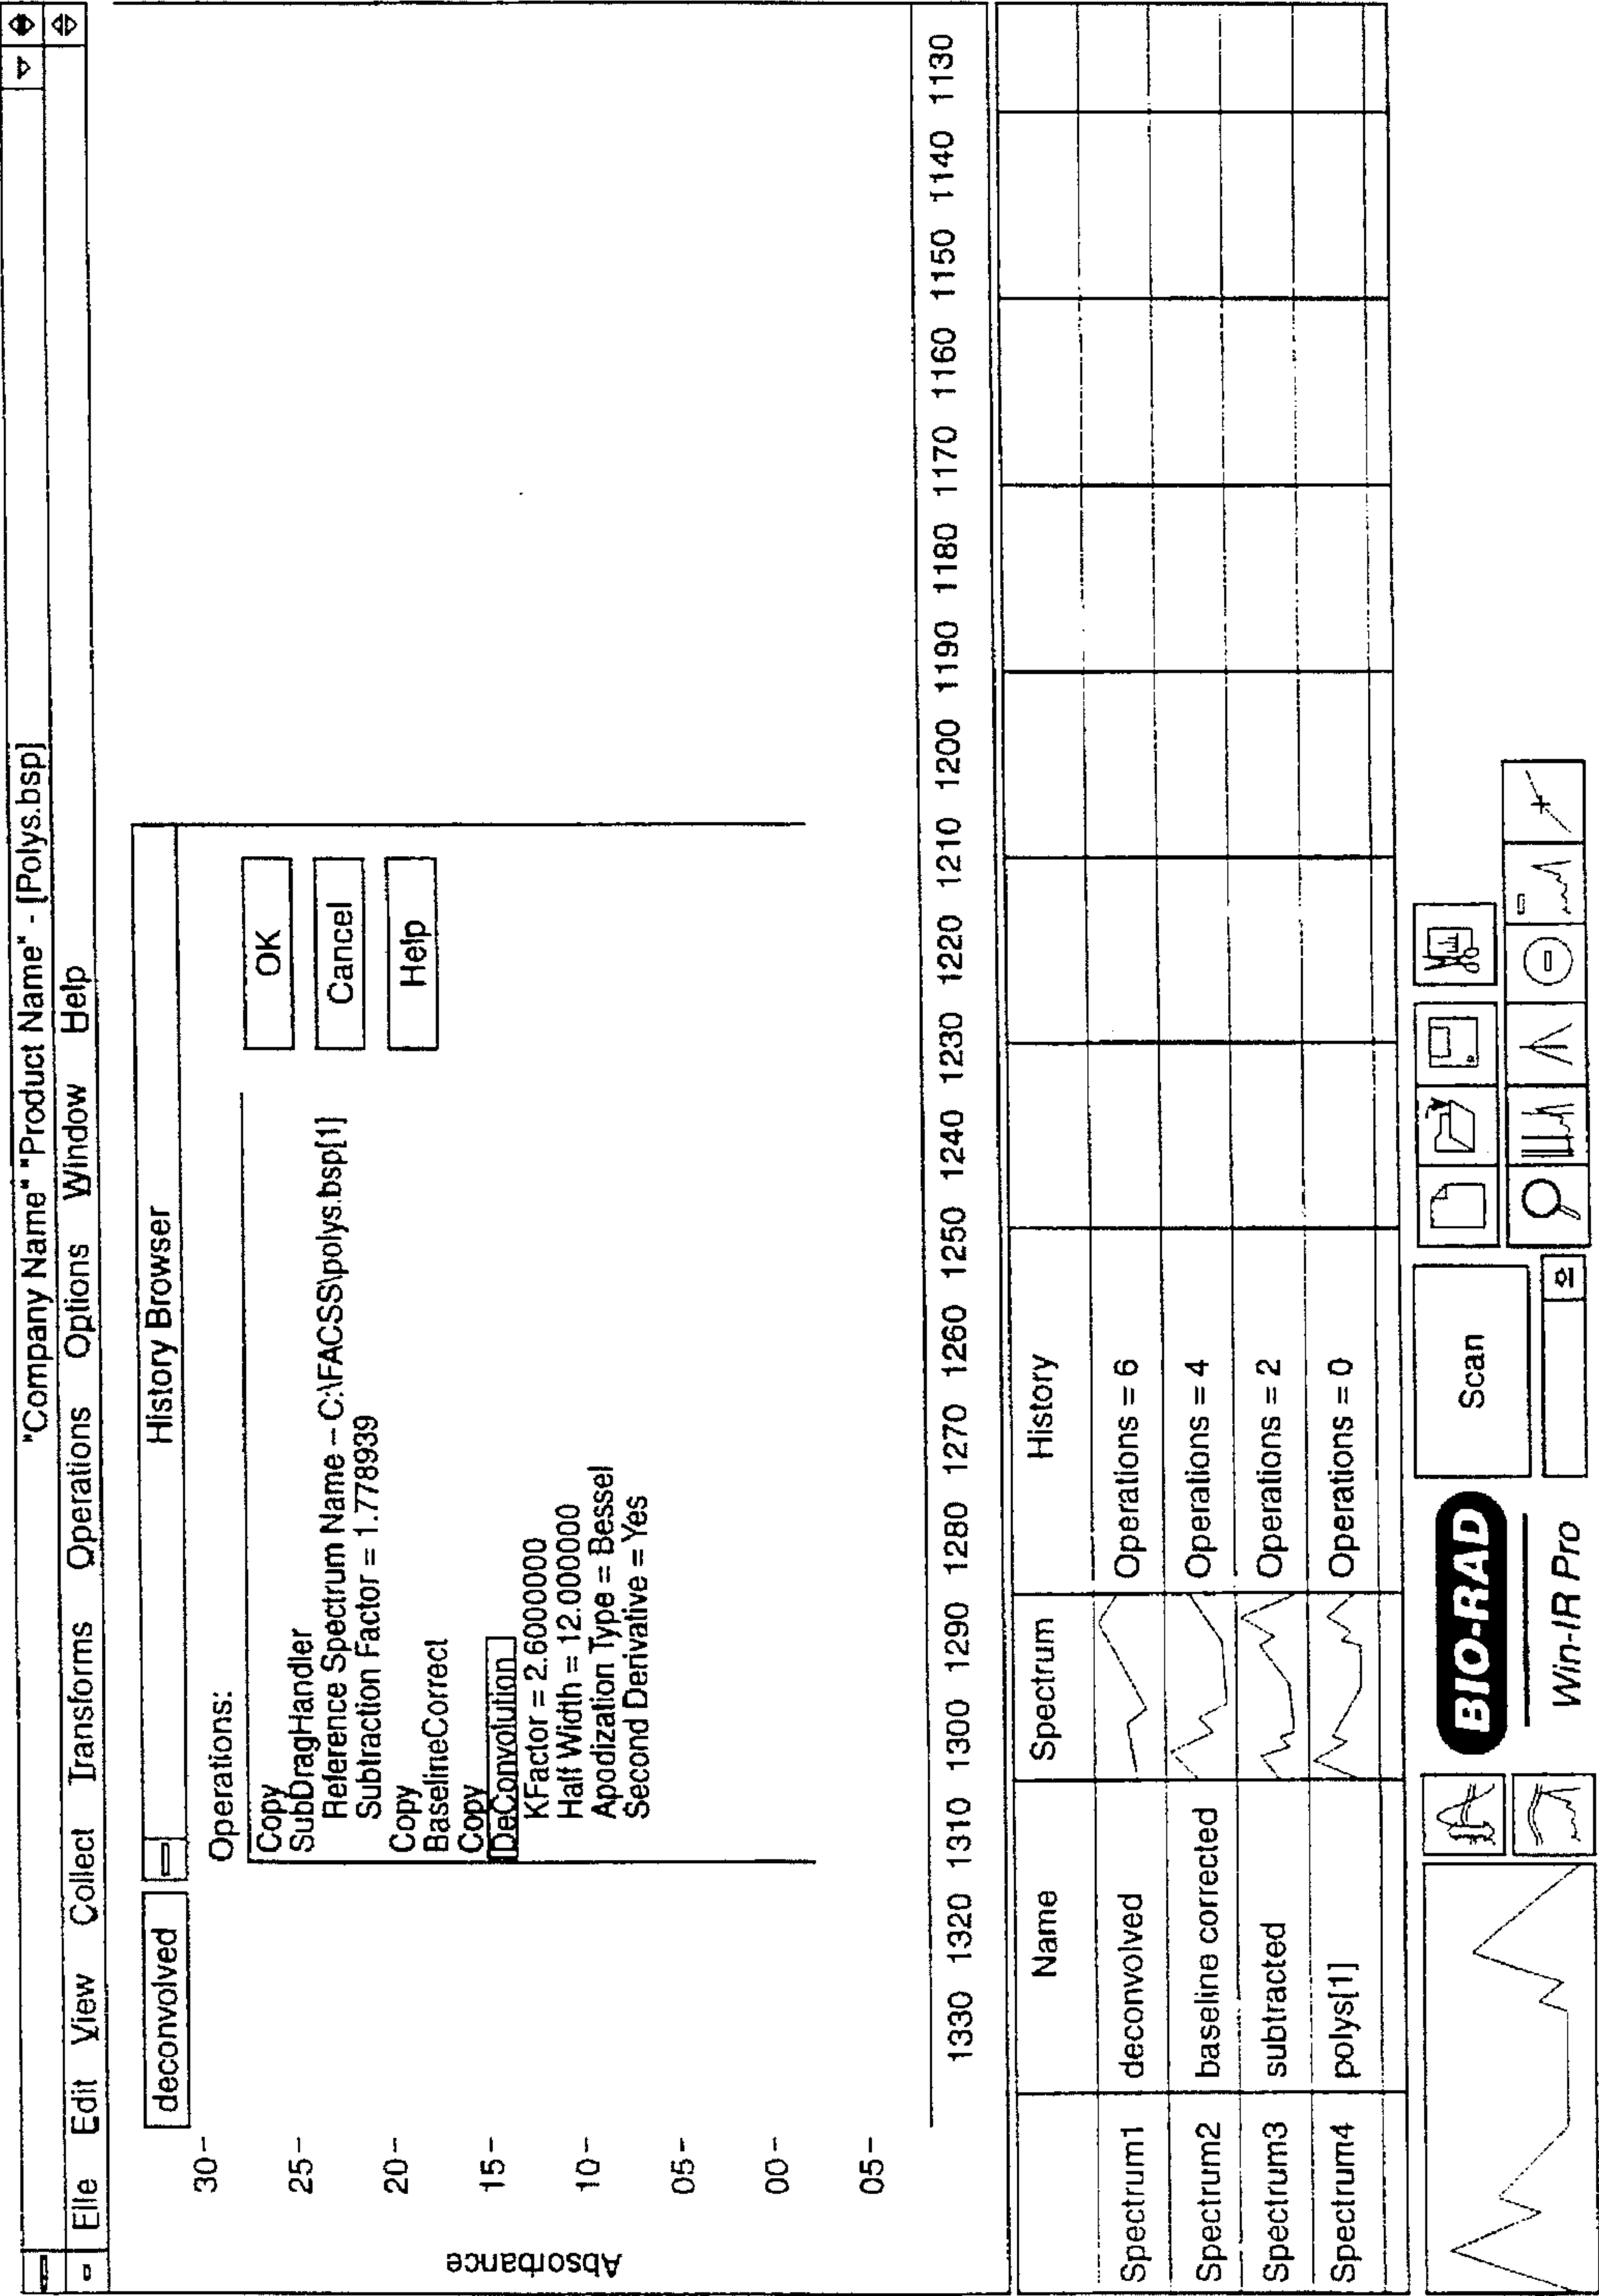 "Company Name" "Product Name" - [Polys.bsp]
File Edit View Collect Transforms Operations Options Window Help
deconvolved
History Browser
Operations:
Copy
SubDragHandler
Reference Spectrum Name – C:\FACSS\polys.bsp[1]
Subtraction Factor = 1.778939
Copy
BaselineCorrect
Copy
DeConvolution
KFactor = 2.6000000
Half Width = 12.000000
Apodization Type = Bessel
Second Derivative = Yes
OK
Cancel
Help
Absorbance
30-
25-
20-
15-
10-
05-
00-
05-
1330 1320 1310 1300 1290 1280 1270 1260 1250 1240 1230 1220 1210 1200 1190 1180 1170 1160 1150 1140 1130
Name Spectrum History
Spectrum1 deconvolved Operations = 6
Spectrum2 baseline corrected Operations = 4
Spectrum3 subtracted Operations = 2
Spectrum4 polys[1] Operations = 0
BIO-RAD
Win-IR Pro
Scan